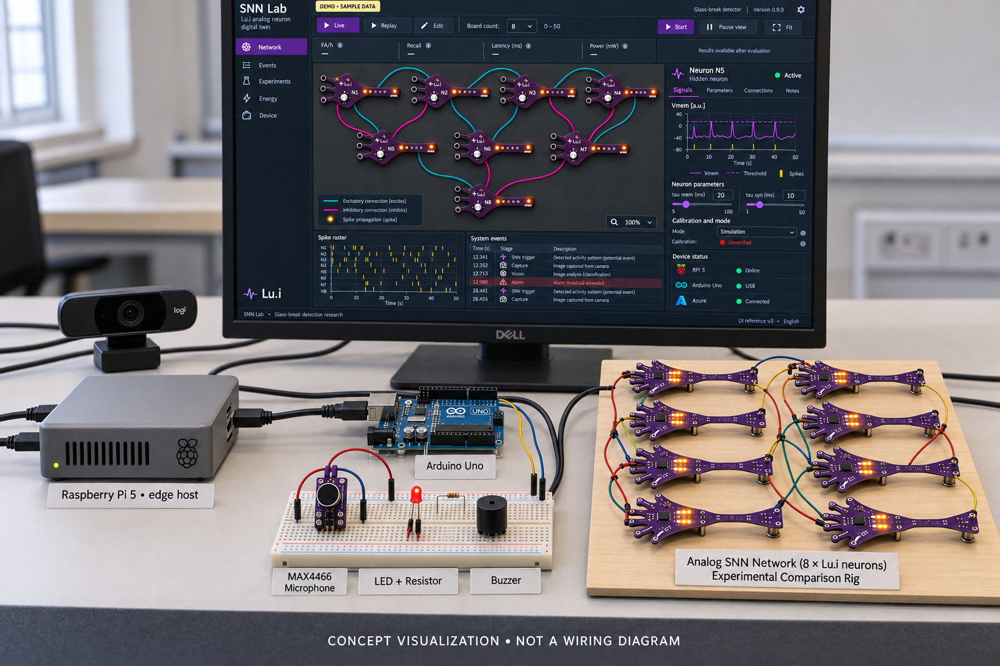 SNN Lab
Lu.i analog neuron
digital twin
DEMO • SAMPLE DATA
Glass-break detector | Version 0.9.0
Live
Replay
Edit
Board count:
8
0 – 50
Start
Pause view
Fit
Network
Events
Experiments
Energy
Device
FA/h
—
Recall
—
Latency (ms)
—
Power (mW)
—
Results available after evaluation
Lu.i
N1
Lu.i
N2
Lu.i
N3
Lu.i
N4
Lu.i
N5
Lu.i
N6
Lu.i
N7
Lu.i
N8
Excitatory connection (excites)
Inhibitory connection (inhibits)
Spike propagation (spike)
100%
Neuron N5
Hidden neuron
Active
Signals
Parameters
Connections
Notes
Vmem [a.u.]
40
0
−40
−80
0 10 20 30 40 50
Time (s)
Vmem
Threshold
Spikes
Neuron parameters
tau mem (ms) 20
tau syn (ms) 10
5 100
1 50
Calibration and mode
Mode Simulation
Calibration: Unverified
Device status
RPi 5 Online
Arduino Uno USB
Azure Connected
Spike raster
N1
N2
N3
N5
N6
N7
N8
0 10 20 30 40 50
Time (s)
System events
Time (s) Stage Description
12.341 SNN trigger Detected activity pattern (potential event)
12.352 Capture Image captured from camera
12.713 Vision Image analysis (classification)
12.980 Alarm Alarm threshold exceeded
28.441 SNN trigger Detected activity pattern (potential event)
28.455 Capture Image captured from camera
Lu.i
SNN Lab • Glass-break detection research
UI reference v3 • English
DELL
logi
UNO
ARDUINO
Arduino Uno
Raspberry Pi 5 • edge host
MAX4466
Microphone
LED + Resistor
Buzzer
Analog SNN Network (8 × Lu.i neurons)
Experimental Comparison Rig
CONCEPT VISUALIZATION • NOT A WIRING DIAGRAM